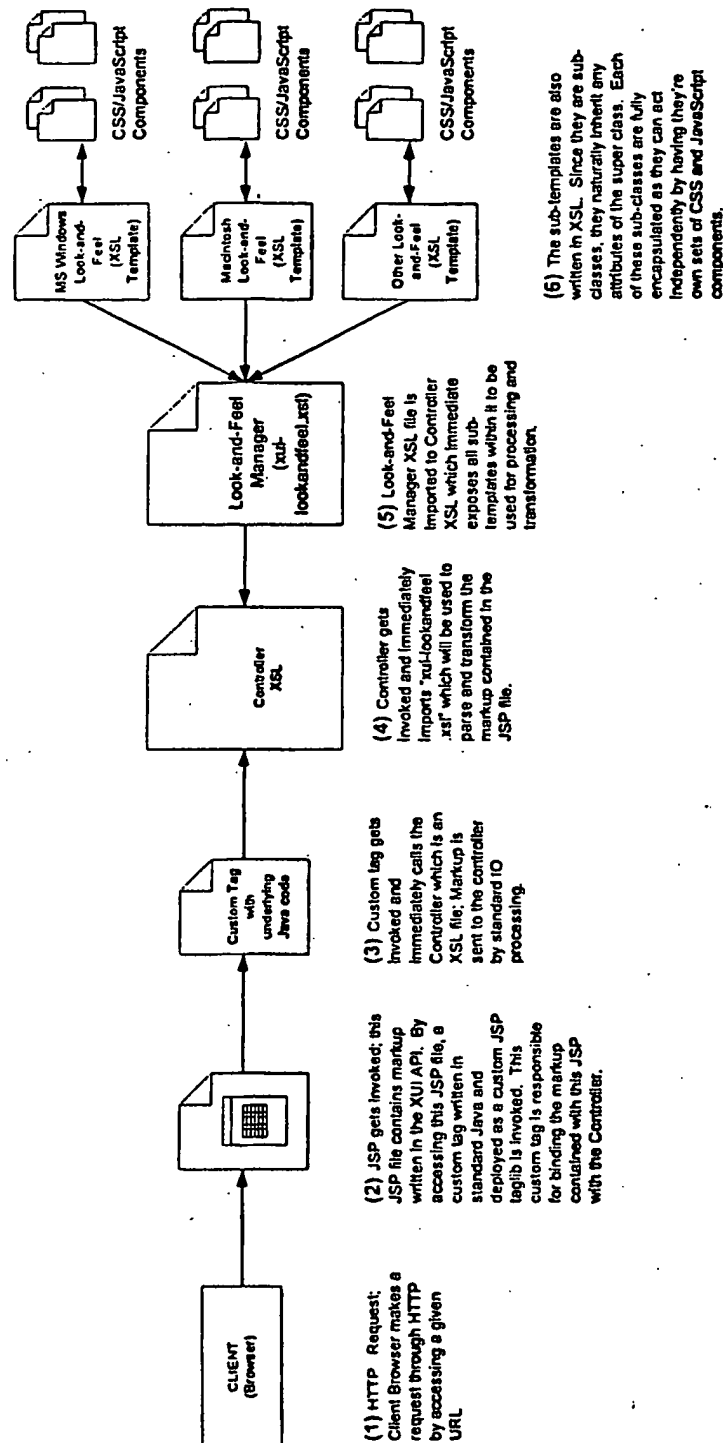 CLIENT
(Browser)
(1) HTTP Request;
Client Browser makes a
request through HTTP
by accessing a given
URL
(2) JSP gets invoked; this
JSP file contains markup
written in the XUI API. By
accessing this JSP file, a
custom tag written in
standard Java and
deployed as a custom JSP
taglib is invoked. This
custom tag is responsible
for binding the markup
contained with this JSP
with the Controller.
Custom Tag
with
underlying
Java code
(3) Custom tag gets
invoked and
immediately calls the
Controller which is an
XSL file; Markup is
sent to the controller
by standard IO
processing.
Controller
XSL
(4) Controller gets
invoked and immediately
imports "xui-lookandfeel
.xsl" which will be used to
parse and transform the
markup contained in the
JSP file.
Look-and-Feel
Manager
(xui-
lookandfeel.xsl)
(5) Look-and-Feel
Manager XSL file is
imported to Controller
XSL which immediate
exposes all sub-
templates within it to be
used for processing and
transformation.
MS Windows
Look-and-
Feel
(XSL
Template)
Macintosh
Look-and-
Feel
(XSL
Template)
Other Look-
and-Feel
(XSL
Template)
CSS/JavaScript
Components
CSS/JavaScript
Components
CSS/JavaScript
Components
(6) The sub-templates are also
written in XSL. Since they are sub-
classes, they naturally inherit any
attributes of the super class. Each
of these sub-classes are fully
encapsulated as they can act
independently by having they're
own sets of CSS and JavaScript
components.